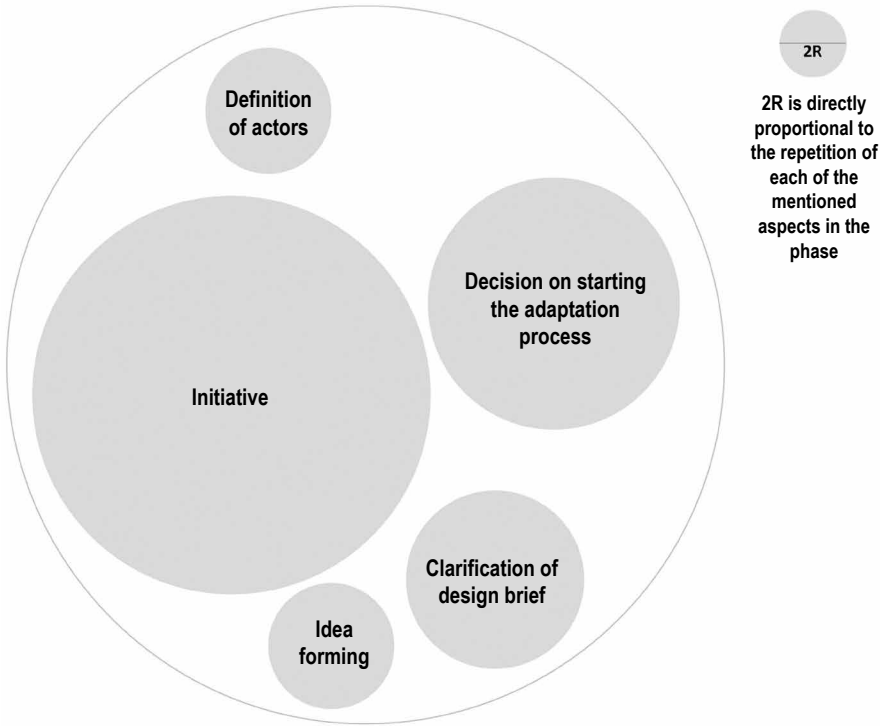 Definition
of actors
Decision on starting
the adaptation
process
Initiative
Clarification of
design brief
Idea
forming
2R
2R is directly
proportional to
the repetition of
each of the
mentioned
aspects in the
phase